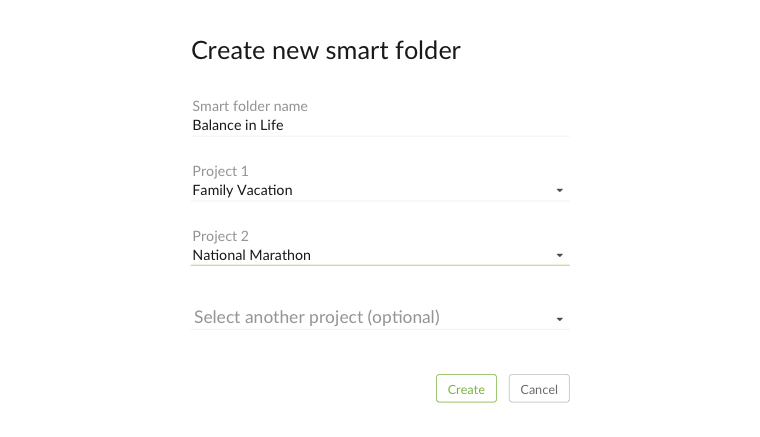 Create new smart folder
Smart folder name
Balance in Life
Project 1
Family Vacation
Project 2
National Marathon
Select another project (optional)
Create Cancel